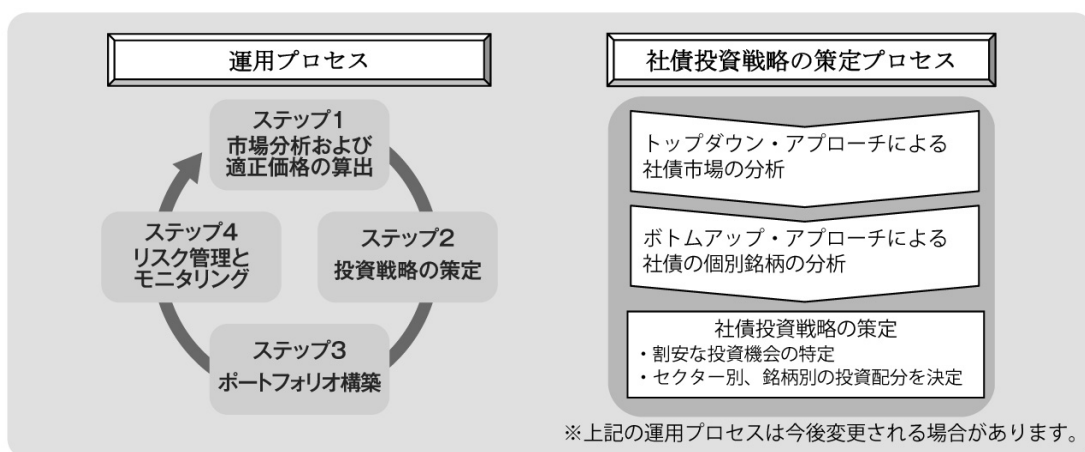 運用プロセス
ステップ1
市場分析および
適正価格の算出
ステップ2
投資戦略の策定
ステップ3
ポートフォリオ構築
ステップ4
リスク管理と
モニタリング
社債投資戦略の策定プロセス
トップダウン・アプローチによる
社債市場の分析
ボトムアップ・アプローチによる
社債の個別銘柄の分析
社債投資戦略の策定
・割安な投資機会の特定
・セクター別、銘柄別の投資配分を決定
※上記の運用プロセスは今後変更される場合があります。